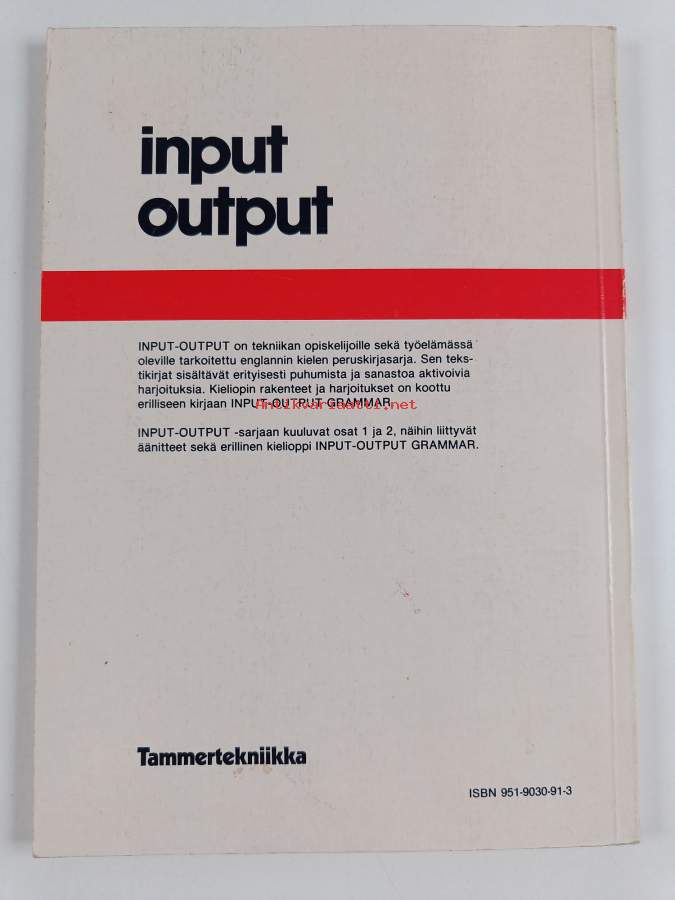 input
output
INPUT-OUTPUT on tekniikan opiskelijoille sekä työelämässä
oleville tarkoitettu englannin kielen peruskirjasarja. Sen teks-
tikirjat sisältävät erityisesti puhumista ja sanastoa aktivoivia
harjoituksia. Kieliopin rakenteet ja harjoitukset on koottu
erilliseen kirjaan INPUT-OUTPUT GRAMMAR.
Antikvariaatti.net
INPUT-OUTPUT -sarjaan kuuluvat osat 1 ja 2, näihin liittyvät
äänitteet sekä erillinen kielioppi INPUT-OUTPUT GRAMMAR.
Tammertekniikka
ISBN 951-9030-91-3